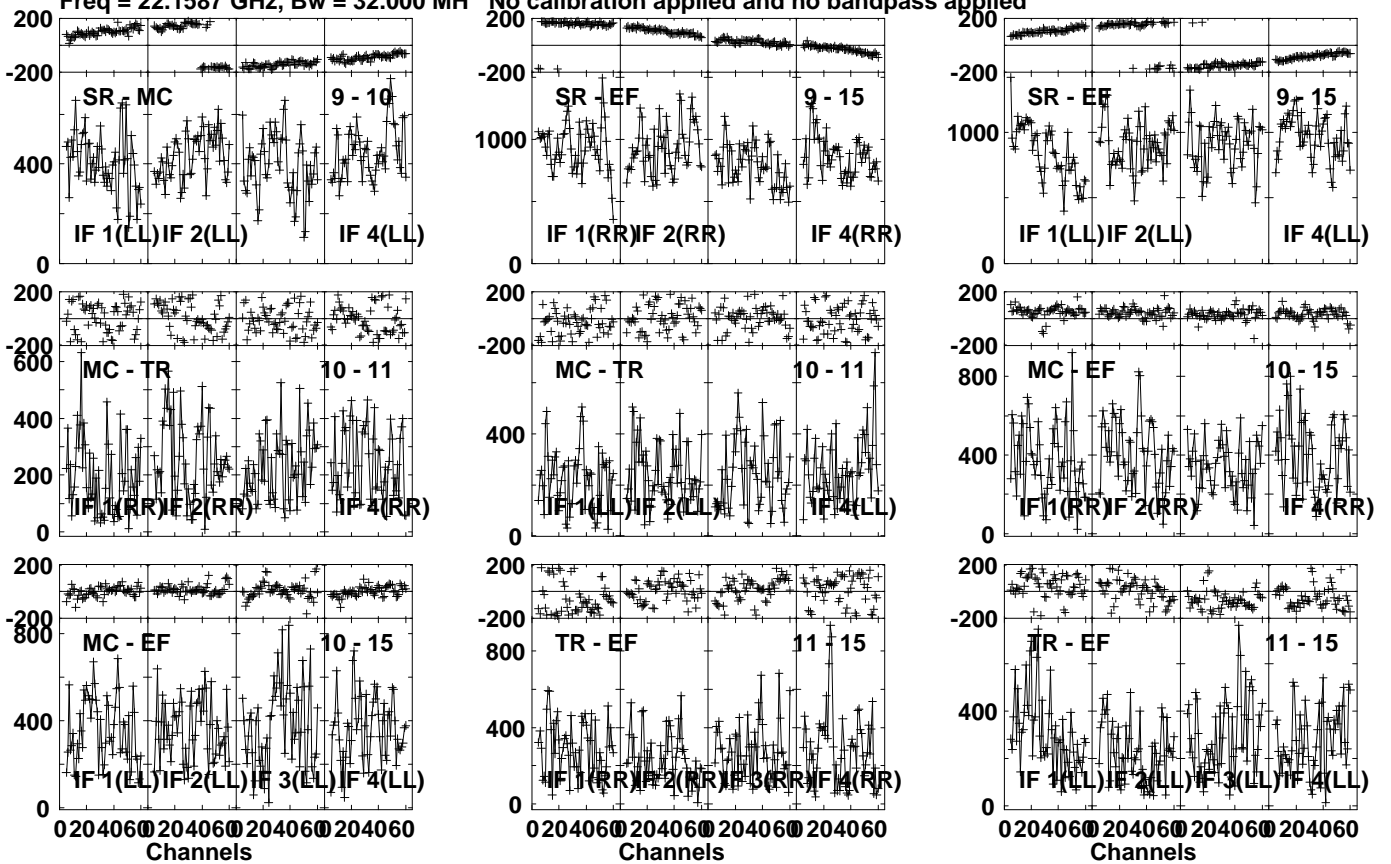 Freq = 22.1587 GHz, Bw = 32.000 MH No calibration applied and no bandpass applied
200
-200
SR - MC 9 - 10
400
IF 1(LL) IF 2(LL) IF 4(LL)
0
200
-200
SR - EF 9 - 15
1000
IF 1(RR) IF 2(RR) IF 4(RR)
0
200
-200
SR - EF 9 - 15
1000
IF 1(LL) IF 2(LL) IF 4(LL)
0
200
-200
600
MC - TR 10 - 11
400
200
IF 1(RR) IF 2(RR) IF 4(RR)
0
200
-200
MC - TR 10 - 11
400
IF 1(LL) IF 2(LL) IF 4(LL)
0
200
-200
800
MC - EF 10 - 15
400
IF 1(RR) IF 2(RR) IF 4(RR)
0
200
-200
800
MC - EF 10 - 15
400
IF 1(LL) IF 2(LL) IF 3(LL) IF 4(LL)
0
0 20 40 60 0 20 40 60 0 20 40 60 0 20 40 60
Channels
200
-200
800
TR - EF 11 - 15
400
IF 1(RR) IF 2(RR) IF 3(RR) IF 4(RR)
0
0 20 40 60 0 20 40 60 0 20 40 60 0 20 40 60
Channels
200
-200
TR - EF 11 - 15
400
IF 1(LL) IF 2(LL) IF 3(LL) IF 4(LL)
0
0 20 40 60 0 20 40 60 0 20 40 60 0 20 40 60
Channels